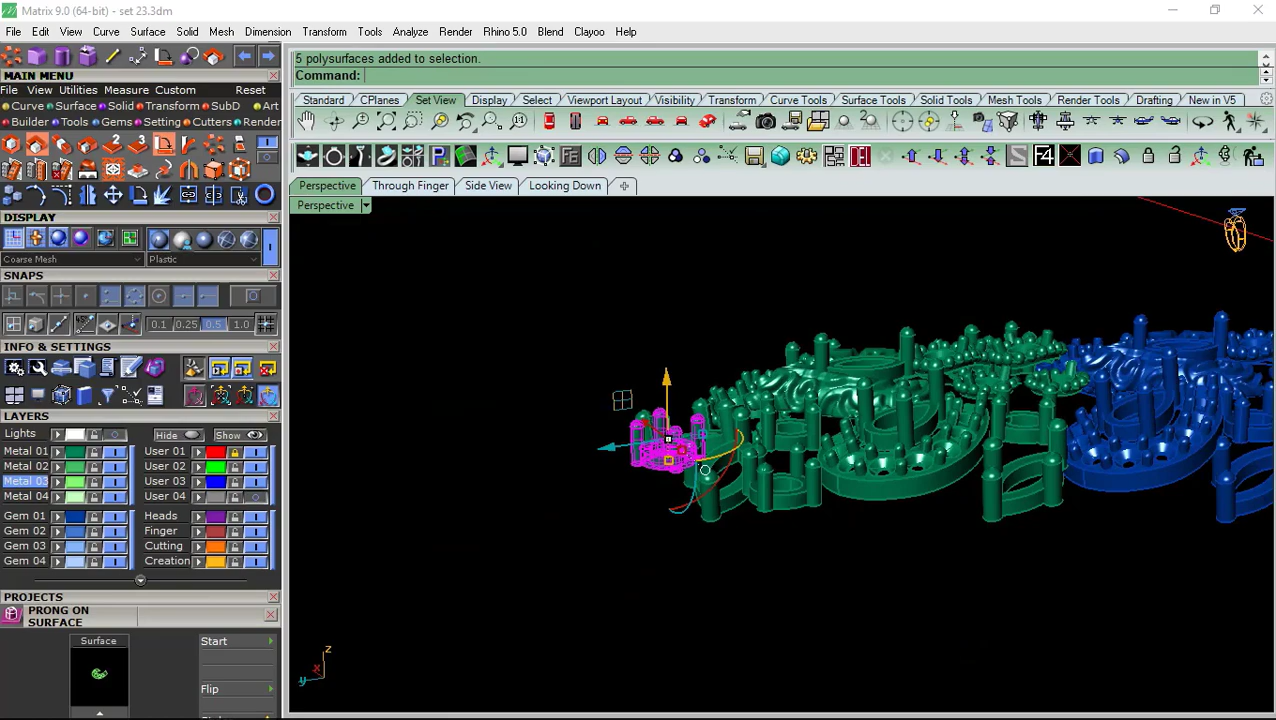 Matrix 9.0 (64-bit) - set 23.3dm
File Edit View Curve Surface Solid Mesh Dimension Transform Tools Analyze Render Rhino 5.0 Blend Clayoo Help
5 polysurfaces added to selection.
Command:
MAIN MENU
File View Utilities Measure Custom Reset
Curve Surface Solid Transform SubD Art
Builder Tools Gems Setting Cutters Render
Standard CPlanes Set View Display Select Viewport Layout Visibility Transform Curve Tools Surface Tools Solid Tools Mesh Tools Render Tools Drafting New in V5
Perspective Through Finger Side View Looking Down
Perspective
DISPLAY
Coarse Mesh Plastic
SNAPS
0.1 0.25 0.5 1.0
INFO & SETTINGS
LAYERS
Lights Hide Show
Metal 01 User 01
Metal 02 User 02
Metal 03 User 03
Metal 04 User 04
Gem 01 Heads
Gem 02 Finger
Gem 03 Cutting
Gem 04 Creation
PROJECTS
PRONG ON
SURFACE
Surface Start
Flip
z
x
y